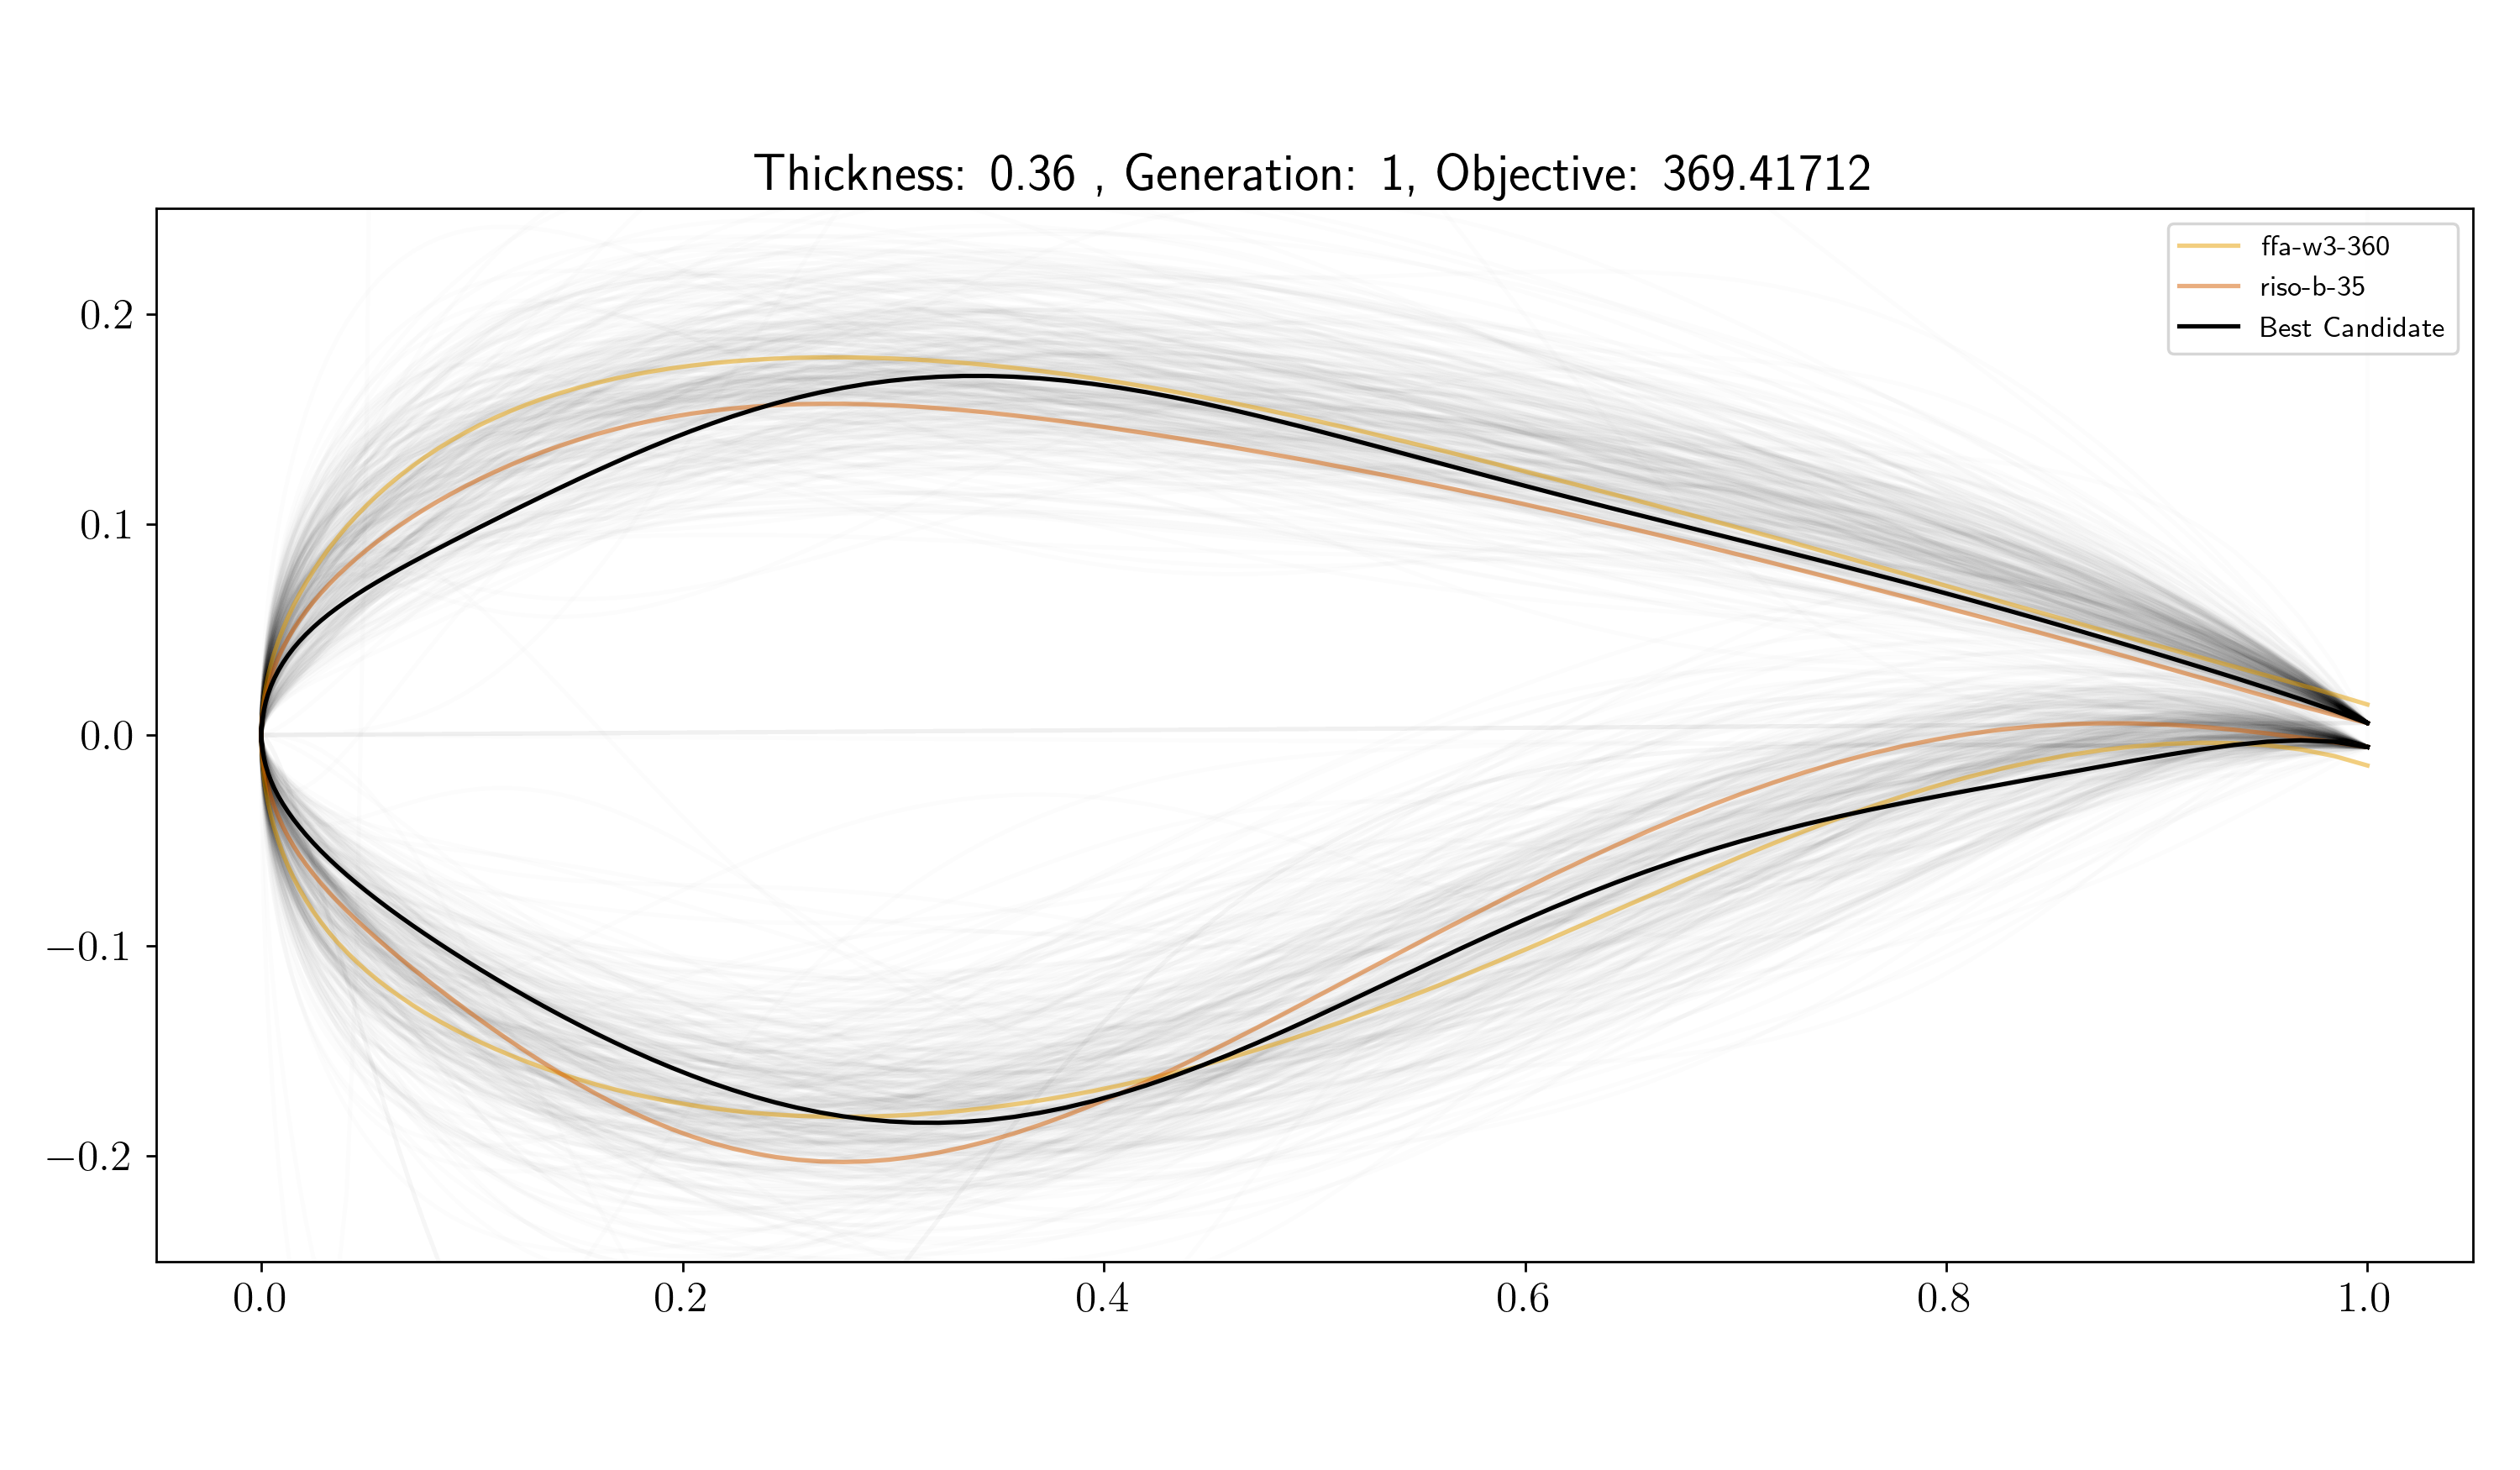 Thickness: 0.36 , Generation: 1, Objective: 369.41712
ffa-w3-360
riso-b-35
Best Candidate
0.2
0.1
0.0
−0.1
−0.2
0.0 0.2 0.4 0.6 0.8 1.0